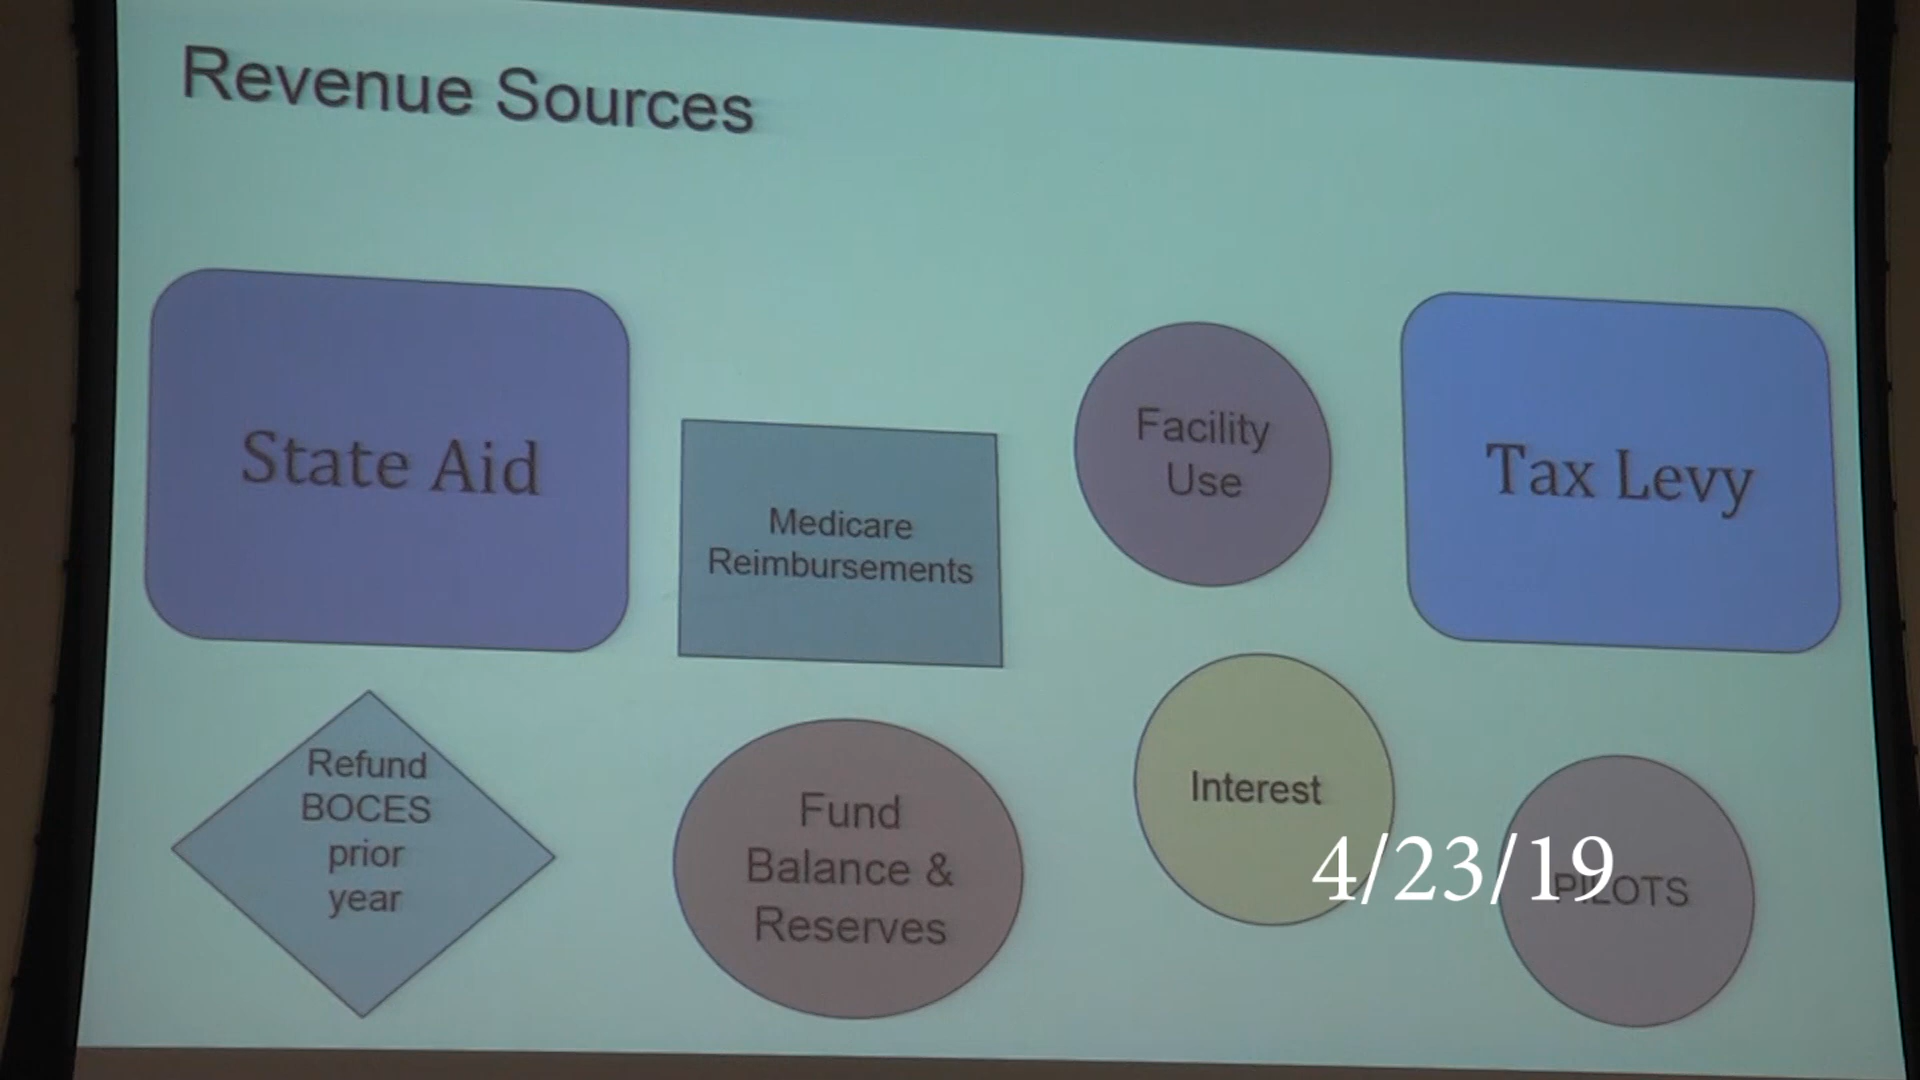 Revenue Sources
State Aid
Medicare
Reimbursements
Facility
Use
Tax Levy
Refund
BOCES
prior
year
Fund
Balance &
Reserves
Interest
PILOTS
4/23/19